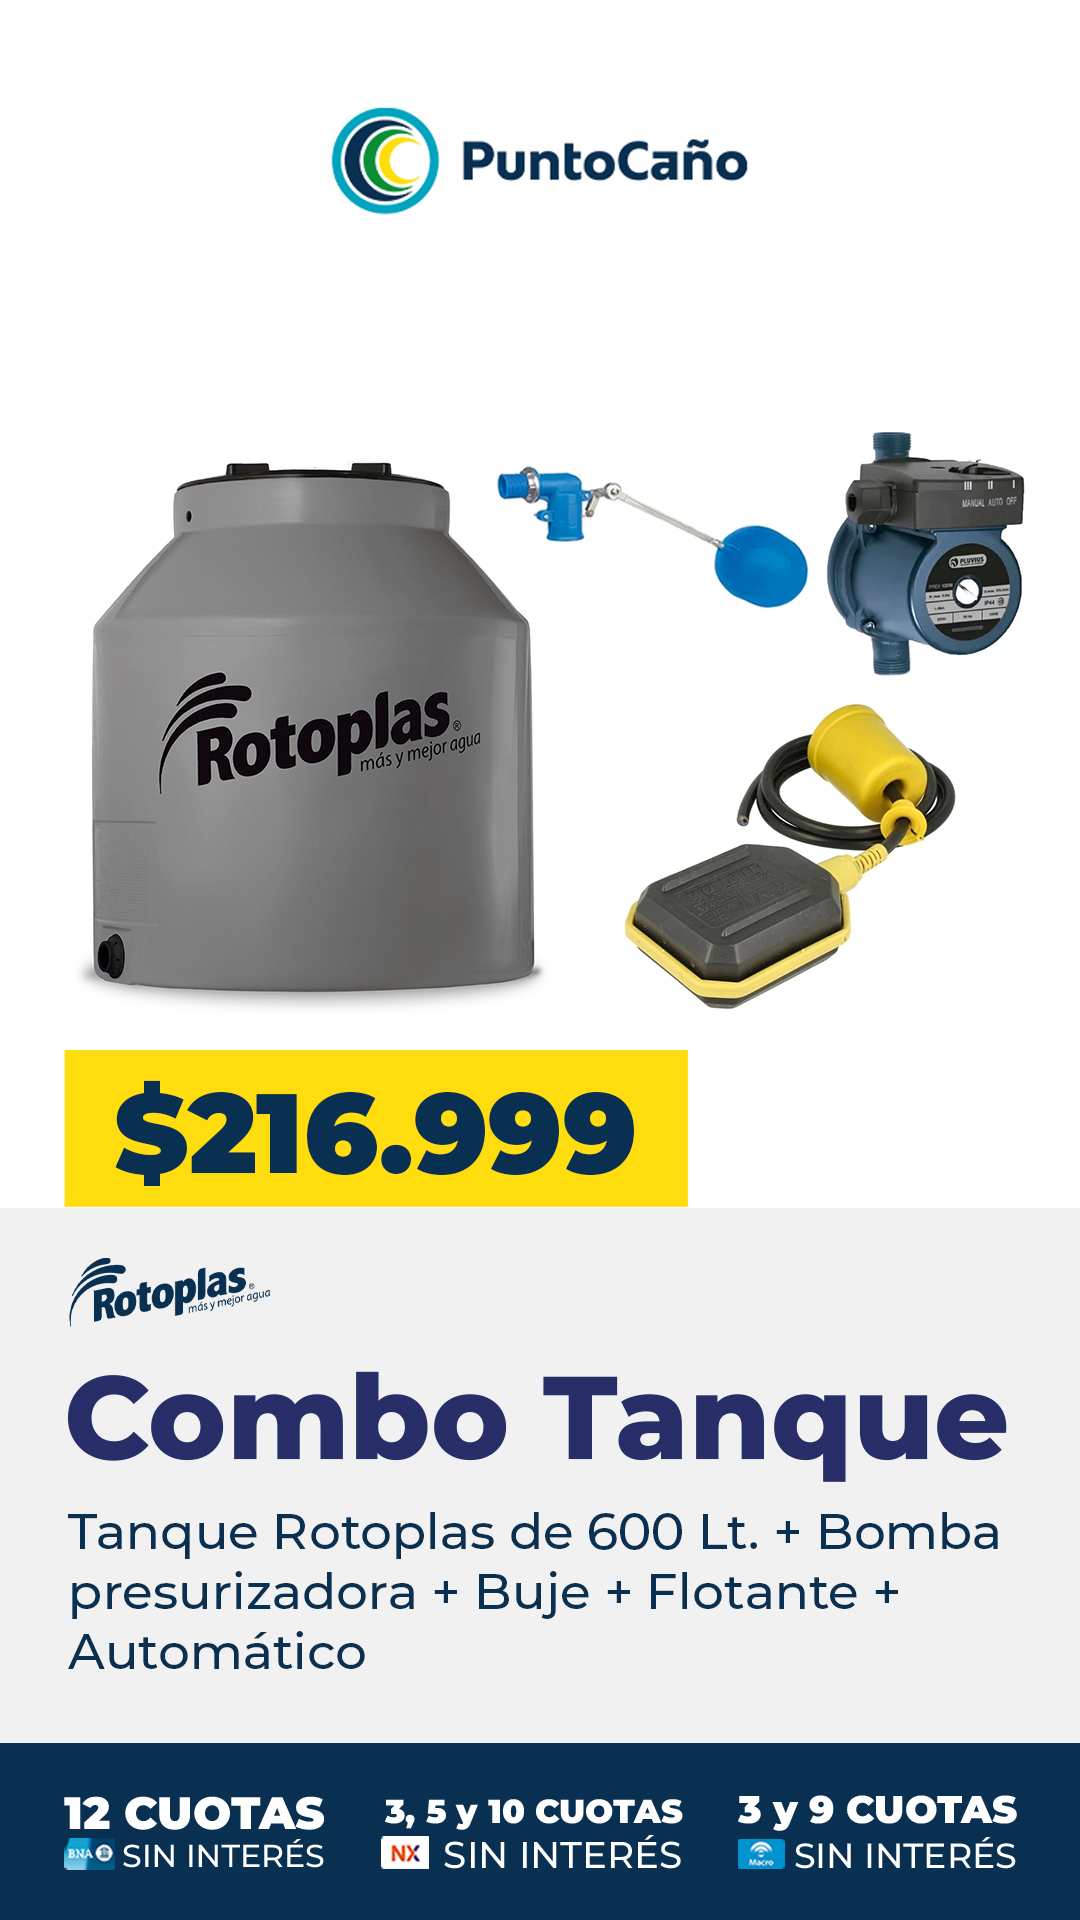 PuntoCaño
MANUAL AUTO OFF
PLUVIUS
Rotoplas®
más y mejor agua
$216.999
Rotoplas®
más y mejor agua
Combo Tanque
Tanque Rotoplas de 600 Lt. + Bomba
presurizadora + Buje + Flotante +
Automático
12 CUOTAS
BNA SIN INTERÉS
3, 5 y 10 CUOTAS
NX SIN INTERÉS
3 y 9 CUOTAS
Macro SIN INTERÉS